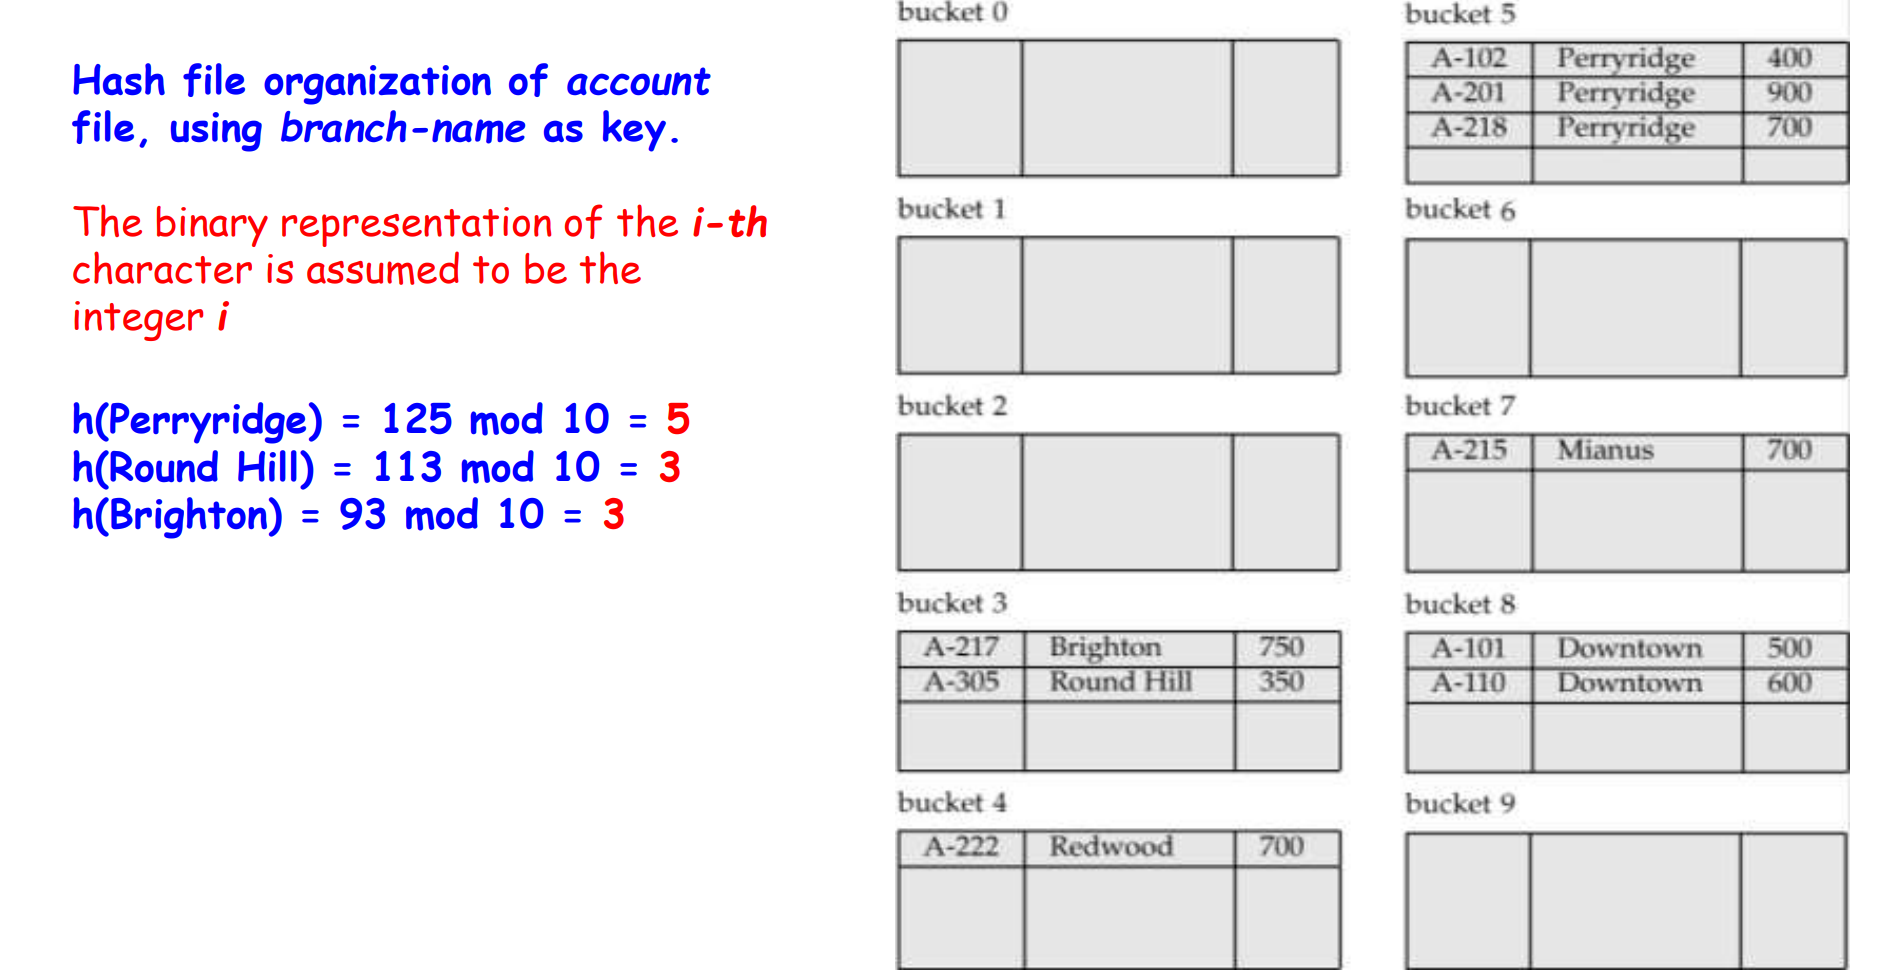 Hash file organization of account
file, using branch-name as key.
The binary representation of the i-th
character is assumed to be the
integer i
h(Perryridge) = 125 mod 10 = 5
h(Round Hill) = 113 mod 10 = 3
h(Brighton) = 93 mod 10 = 3
bucket 0
bucket 1
bucket 2
bucket 3
A-217 Brighton 750
A-305 Round Hill 350
bucket 4
A-222 Redwood 700
bucket 5
A-102 Perryridge 400
A-201 Perryridge 900
A-218 Perryridge 700
bucket 6
bucket 7
A-215 Mianus 700
bucket 8
A-101 Downtown 500
A-110 Downtown 600
bucket 9